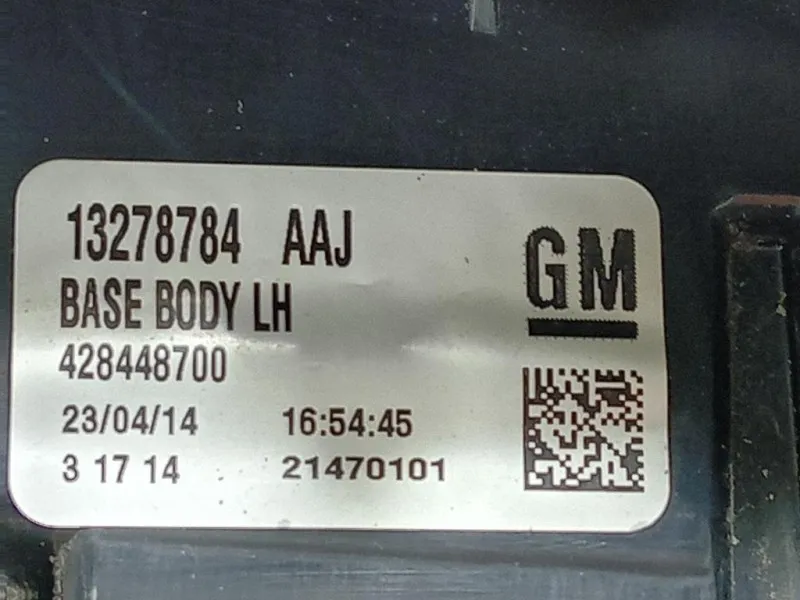 13278784 AAJ
GM
BASE BODY LH
428448700
23/04/14 16:54:45
3 17 14 21470101